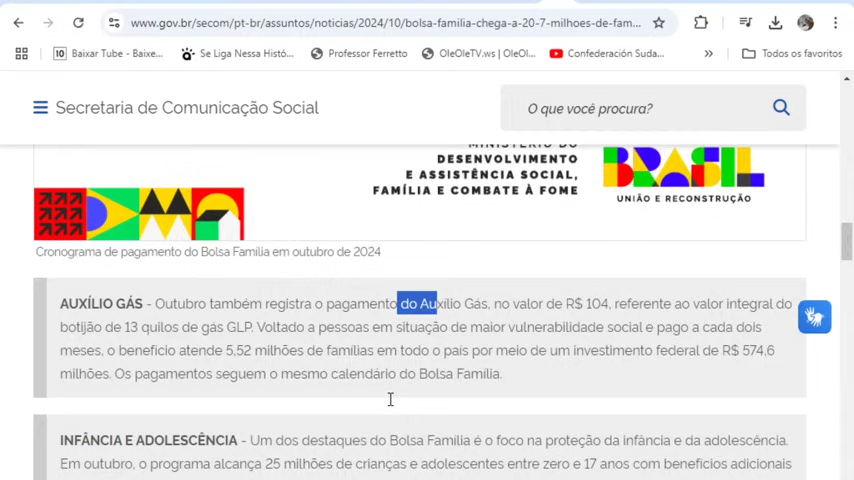 www.gov.br/secom/pt-br/assuntos/noticias/2024/10/bolsa-familia-chega-a-20-7-milhoes-de-fam...
10 Baixar Tube - Baixe... Se Liga Nessa Histó... Professor Ferretto OleOleTV.ws | OleOl... Confederación Suda... » Todos os favoritos
Secretaria de Comunicação Social
O que você procura?
MINISTÉRIO DO
DESENVOLVIMENTO
E ASSISTÊNCIA SOCIAL,
FAMÍLIA E COMBATE À FOME
BRASIL
UNIÃO E RECONSTRUÇÃO
Cronograma de pagamento do Bolsa Família em outubro de 2024
AUXÍLIO GÁS - Outubro também registra o pagamento do Auxílio Gás, no valor de R$ 104, referente ao valor integral do
botijão de 13 quilos de gás GLP. Voltado a pessoas em situação de maior vulnerabilidade social e pago a cada dois
meses, o benefício atende 5,52 milhões de famílias em todo o país por meio de um investimento federal de R$ 574,6
milhões. Os pagamentos seguem o mesmo calendário do Bolsa Família.
INFÂNCIA E ADOLESCÊNCIA - Um dos destaques do Bolsa Família é o foco na proteção da infância e da adolescência.
Em outubro, o programa alcança 25 milhões de crianças e adolescentes entre zero e 17 anos com benefícios adicionais